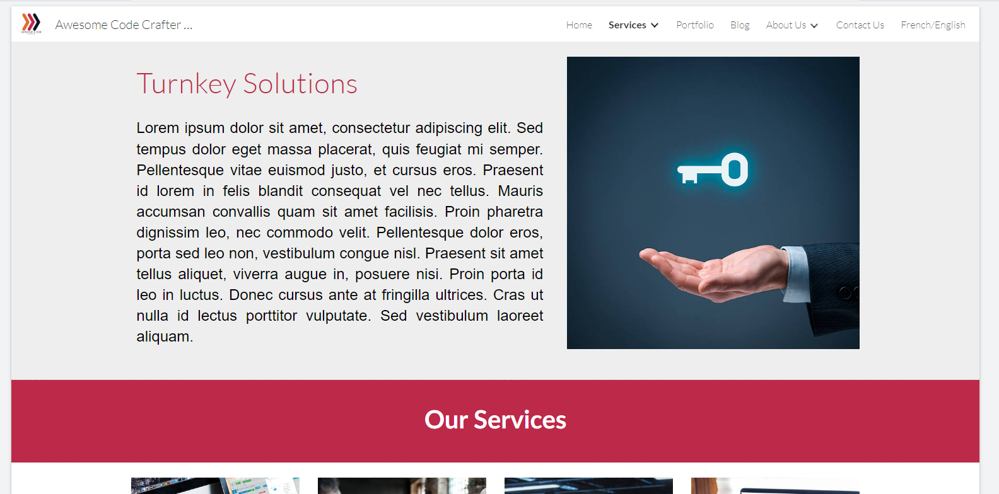 Awesome Code Crafter ...
Home Services Portfolio Blog About Us Contact Us French/English
Turnkey Solutions
Lorem ipsum dolor sit amet, consectetur adipiscing elit. Sed
tempus dolor eget massa placerat, quis feugiat mi semper.
Pellentesque vitae euismod justo, et cursus eros. Praesent
id lorem in felis blandit consequat vel nec tellus. Mauris
accumsan convallis quam sit amet facilisis. Proin pharetra
dignissim leo, nec commodo velit. Pellentesque dolor eros,
porta sed leo non, vestibulum congue nisl. Praesent sit amet
tellus aliquet, viverra augue in, posuere nisi. Proin porta id
leo in luctus. Donec cursus ante at fringilla ultrices. Cras ut
nulla id lectus porttitor vulputate. Sed vestibulum laoreet
aliquam.
Our Services